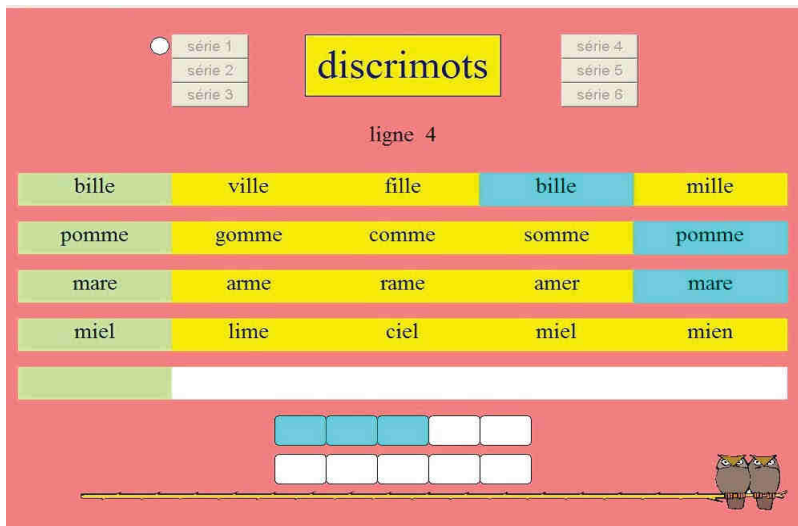 série 1
série 2
série 3
discrimots
série 4
série 5
série 6
ligne 4
bille ville fille bille mille
pomme gomme comme somme pomme
mare arme rame amer mare
miel lime ciel miel mien